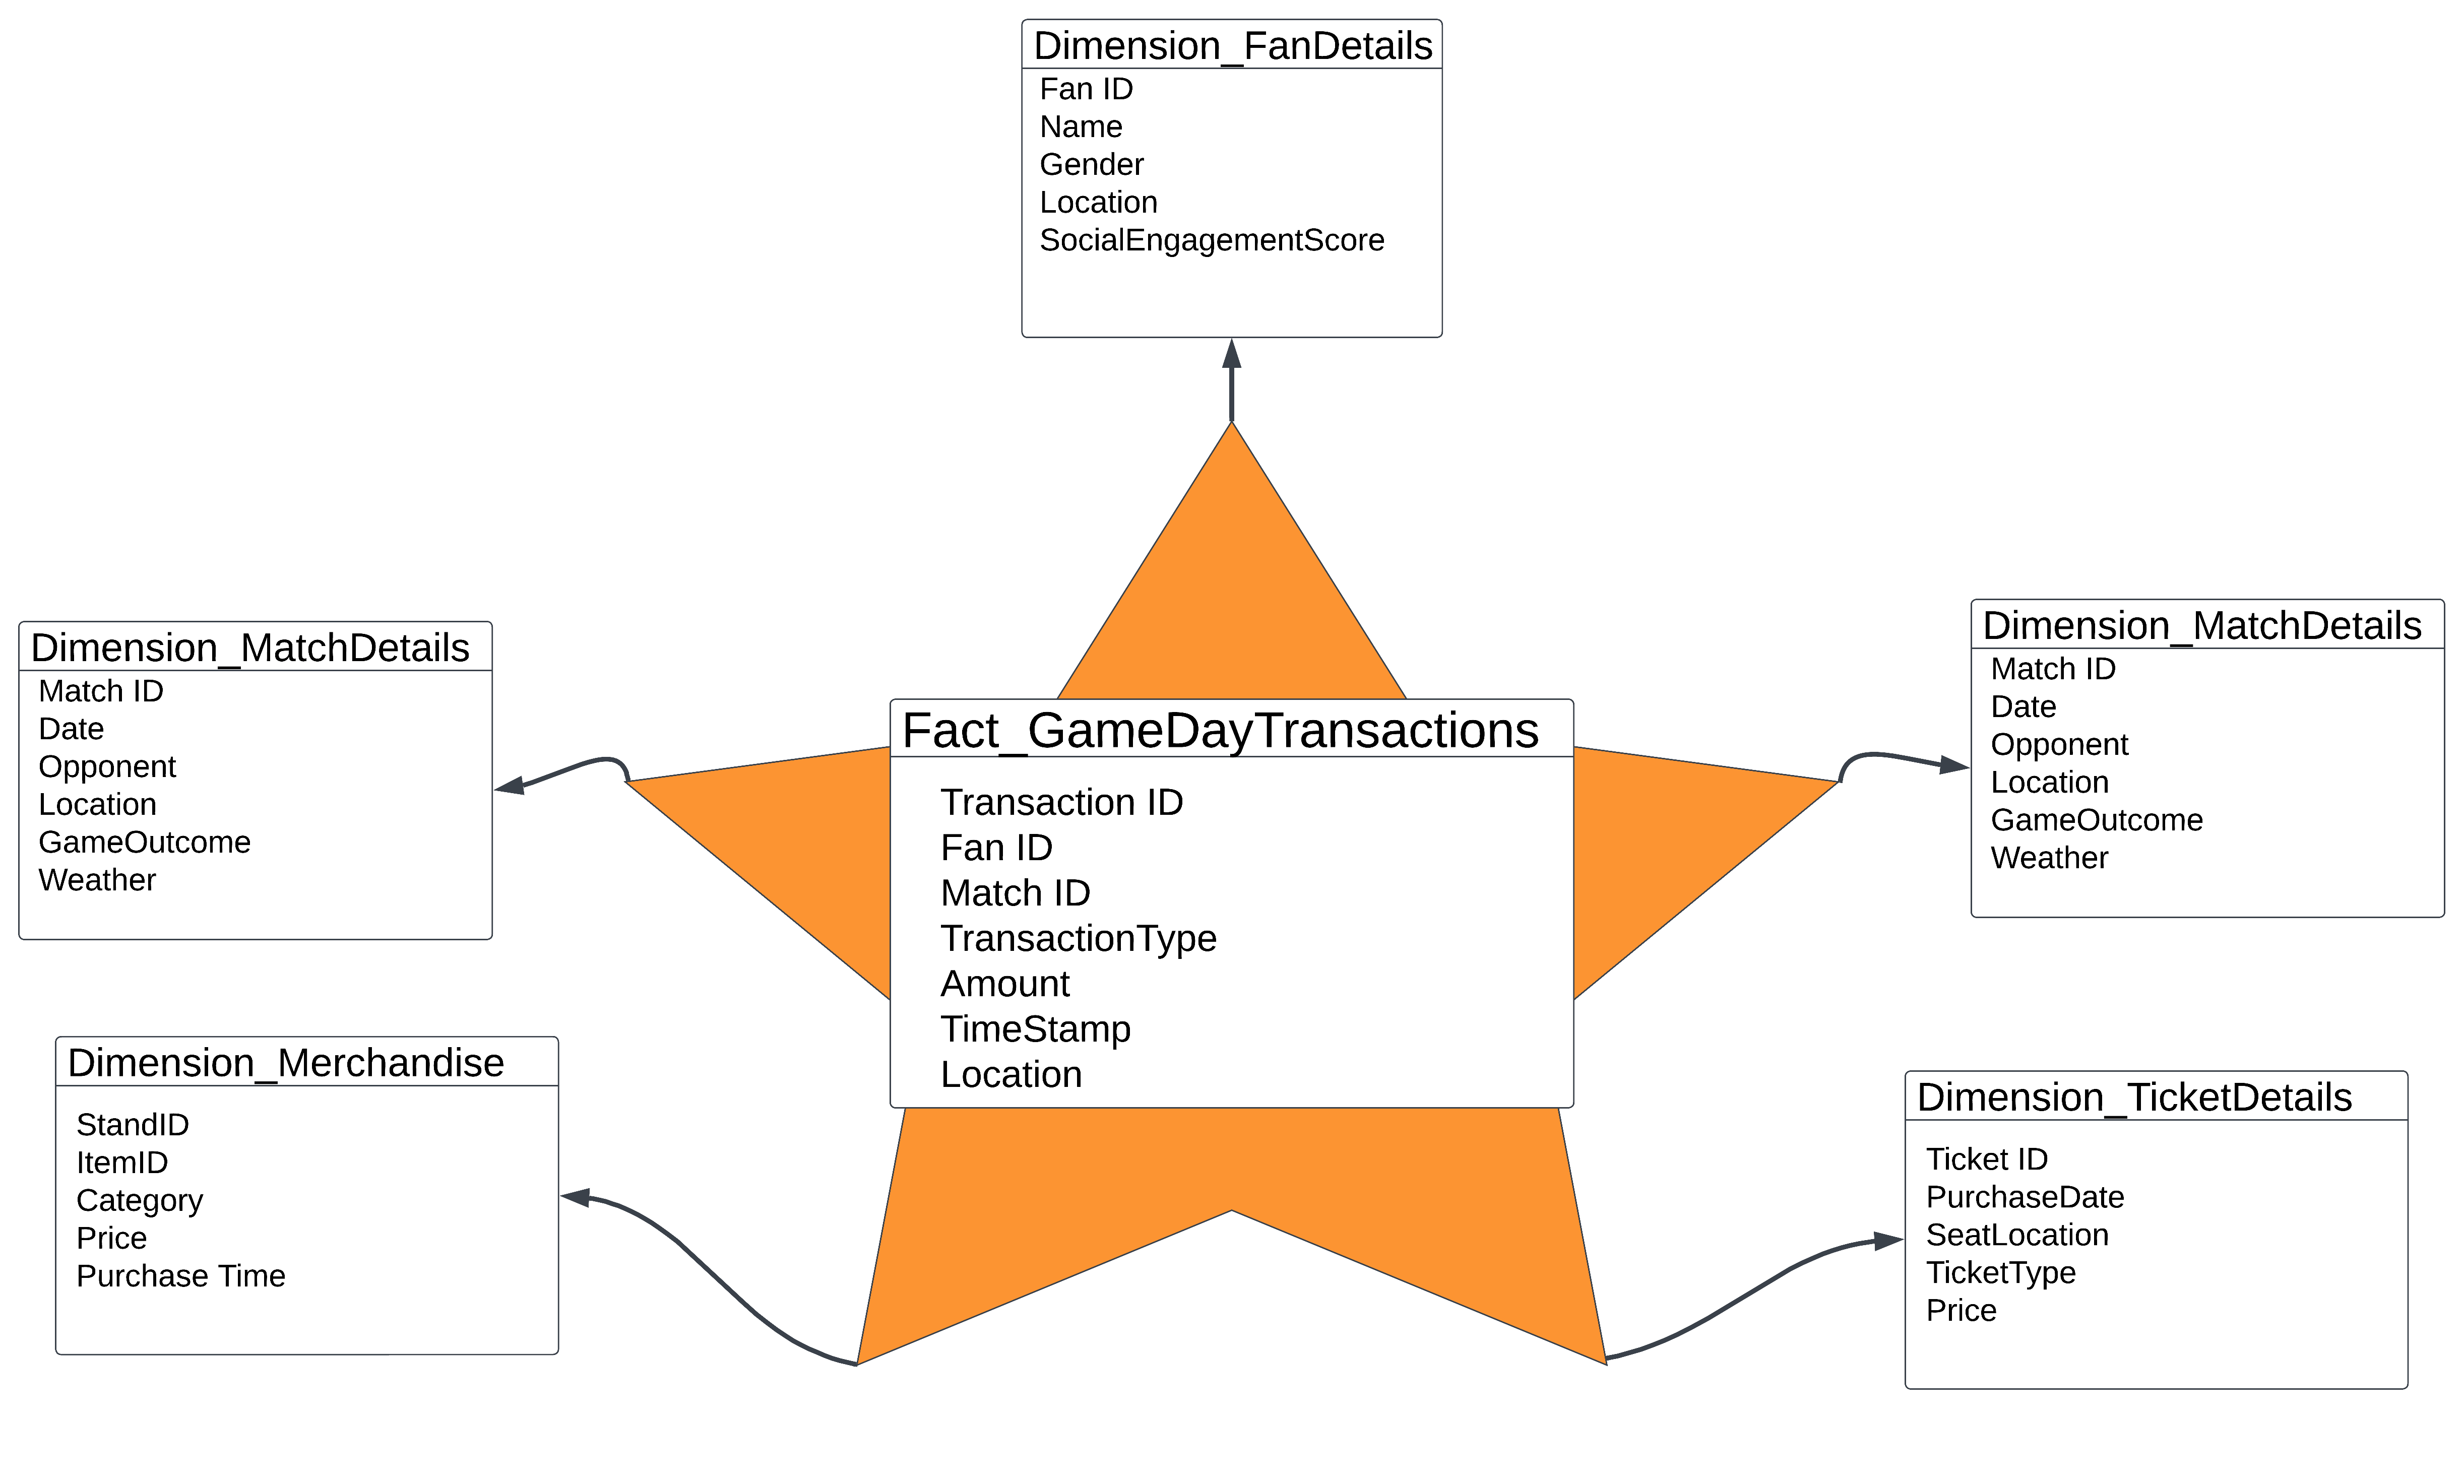 Dimension_FanDetails
Fan ID
Name
Gender
Location
SocialEngagementScore
Dimension_MatchDetails
Match ID
Date
Opponent
Location
GameOutcome
Weather
Fact_GameDayTransactions
Transaction ID
Fan ID
Match ID
TransactionType
Amount
TimeStamp
Location
Dimension_MatchDetails
Match ID
Date
Opponent
Location
GameOutcome
Weather
Dimension_Merchandise
StandID
ItemID
Category
Price
Purchase Time
Dimension_TicketDetails
Ticket ID
PurchaseDate
SeatLocation
TicketType
Price